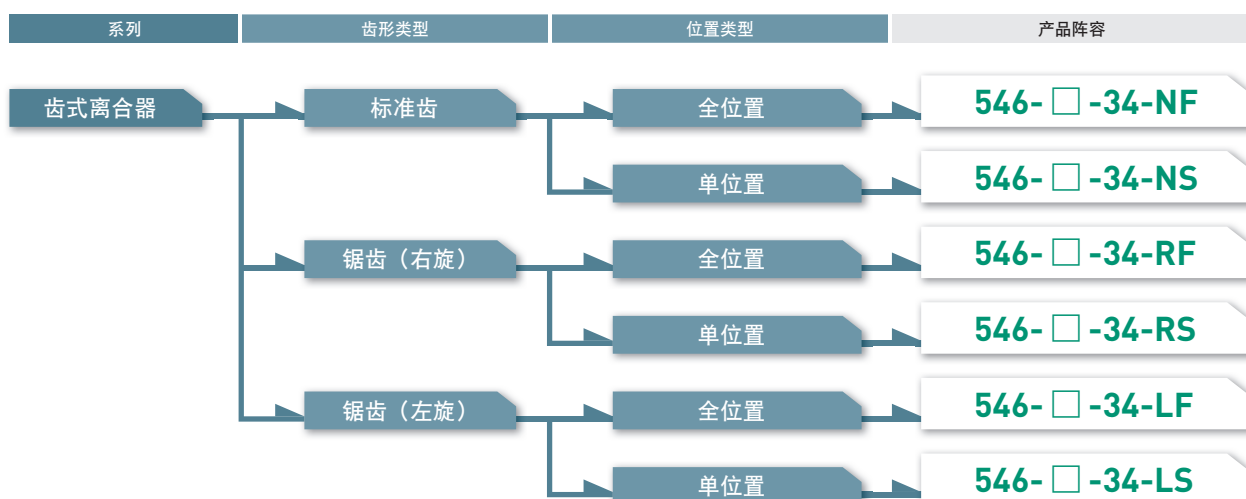 系列 齿形类型 位置类型 产品阵容
齿式离合器 标准齿 全位置 546- □ -34-NF
单位置 546- □ -34-NS
锯齿（右旋） 全位置 546- □ -34-RF
单位置 546- □ -34-RS
锯齿（左旋） 全位置 546- □ -34-LF
单位置 546- □ -34-LS